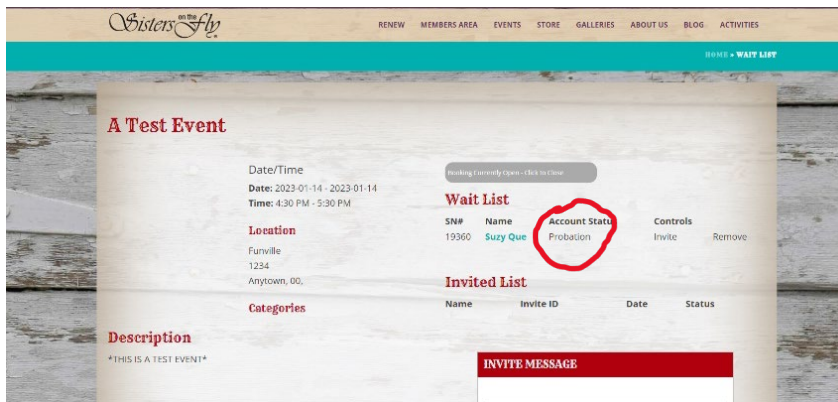 Sisters on the Fly
RENEW MEMBERS AREA EVENTS STORE GALLERIES ABOUT US BLOG ACTIVITIES
HOME » WAIT LIST
A Test Event
Date/Time
Date: 2023-01-14 - 2023-01-14
Time: 4:30 PM - 5:30 PM
Location
Funville
1234
Anytown, 00,
Categories
Description
*THIS IS A TEST EVENT*
Booking Currently Open - Click to Close
Wait List
SN# Name Account Status Controls
19360 Suzy Que Probation Invite Remove
Invited List
Name Invite ID Date Status
INVITE MESSAGE